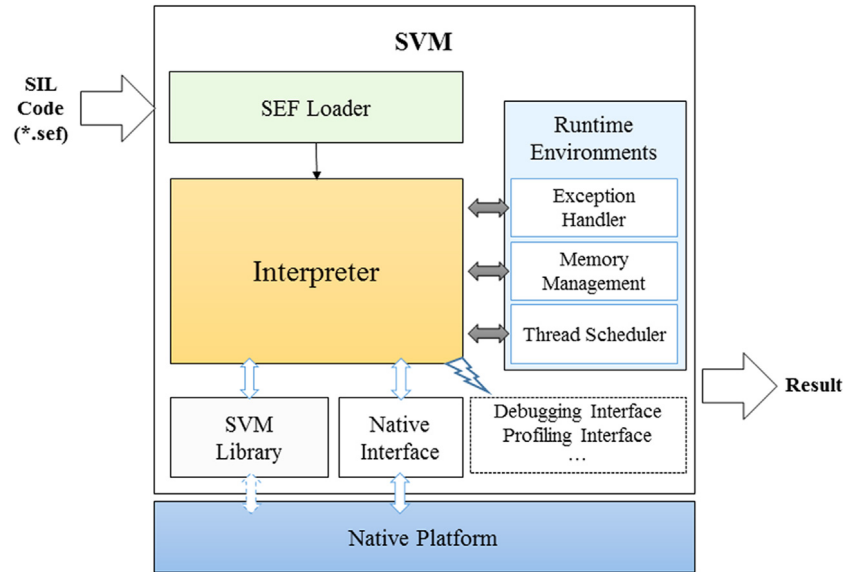 SVM
SIL
Code
(*.sef)
SEF Loader
Runtime
Environments
Exception
Handler
Interpreter
Memory
Management
Thread Scheduler
Result
SVM
Library
Native
Interface
Debugging Interface
Profiling Interface
…
Native Platform